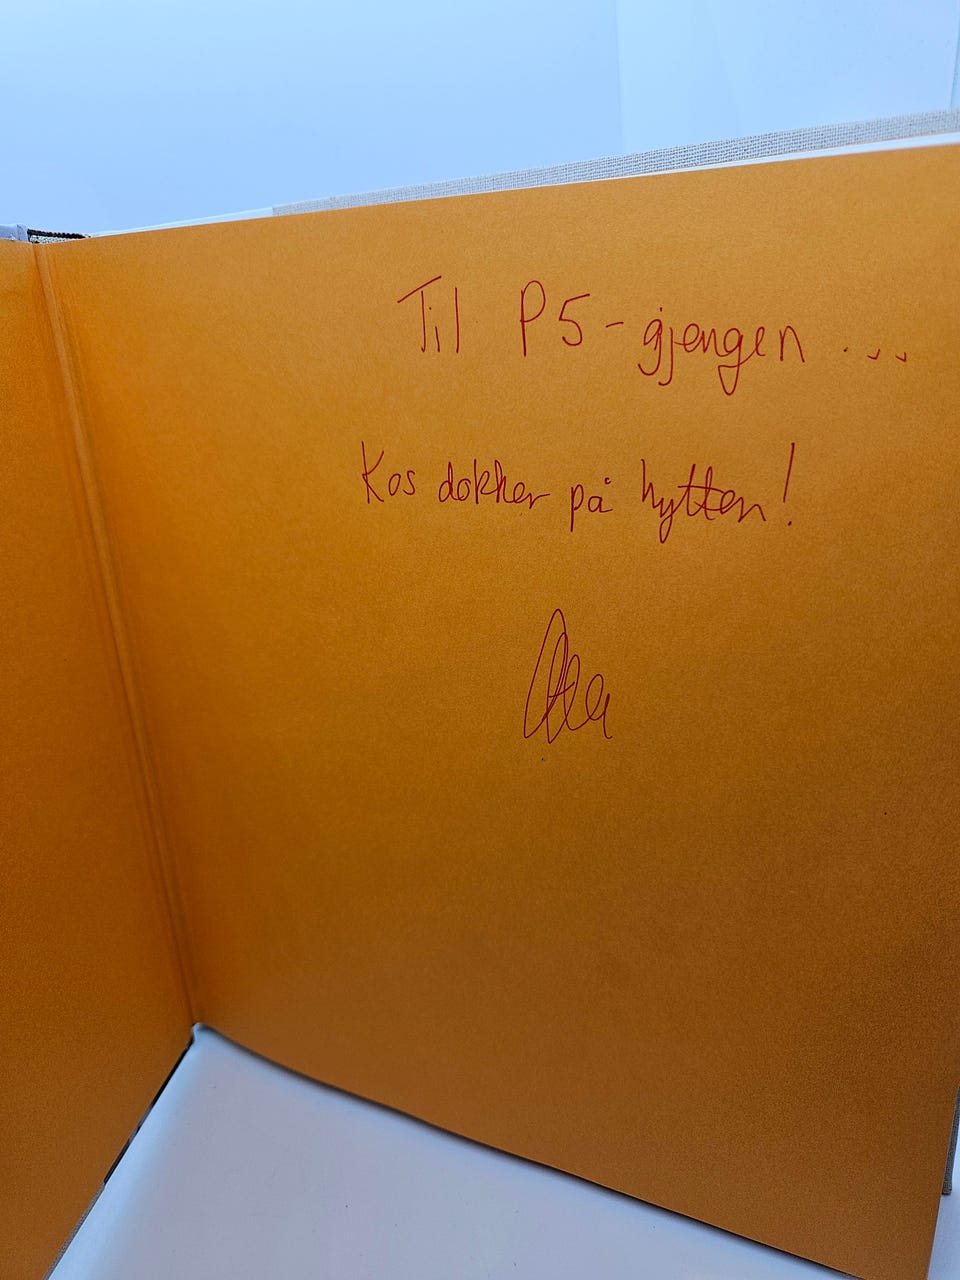 Til P5-gjengen ...
Kos dokker på hytten!